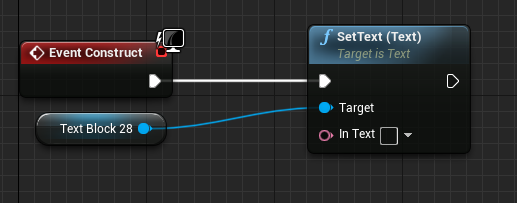 Event Construct
SetText (Text)
Target is Text
Target
Text Block 28
In Text